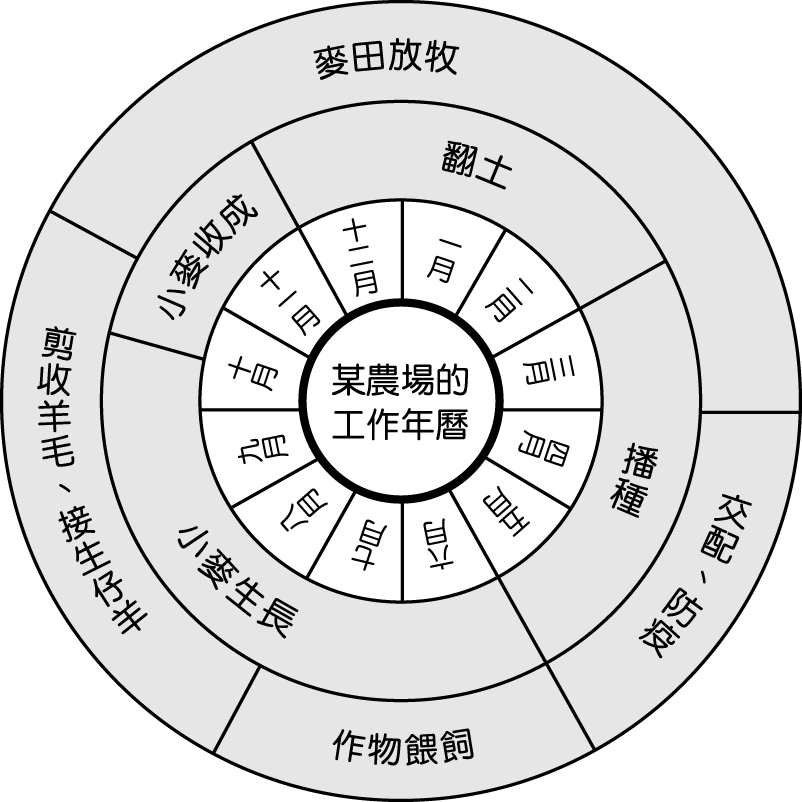 某農場的
工作年曆
一月
二月
三月
四月
五月
六月
七月
八月
九月
十月
十一月
十二月
翻土
播種
小麥生長
小麥收成
麥田放牧
交配、防疫
作物餵飼
剪收羊毛、接生仔羊